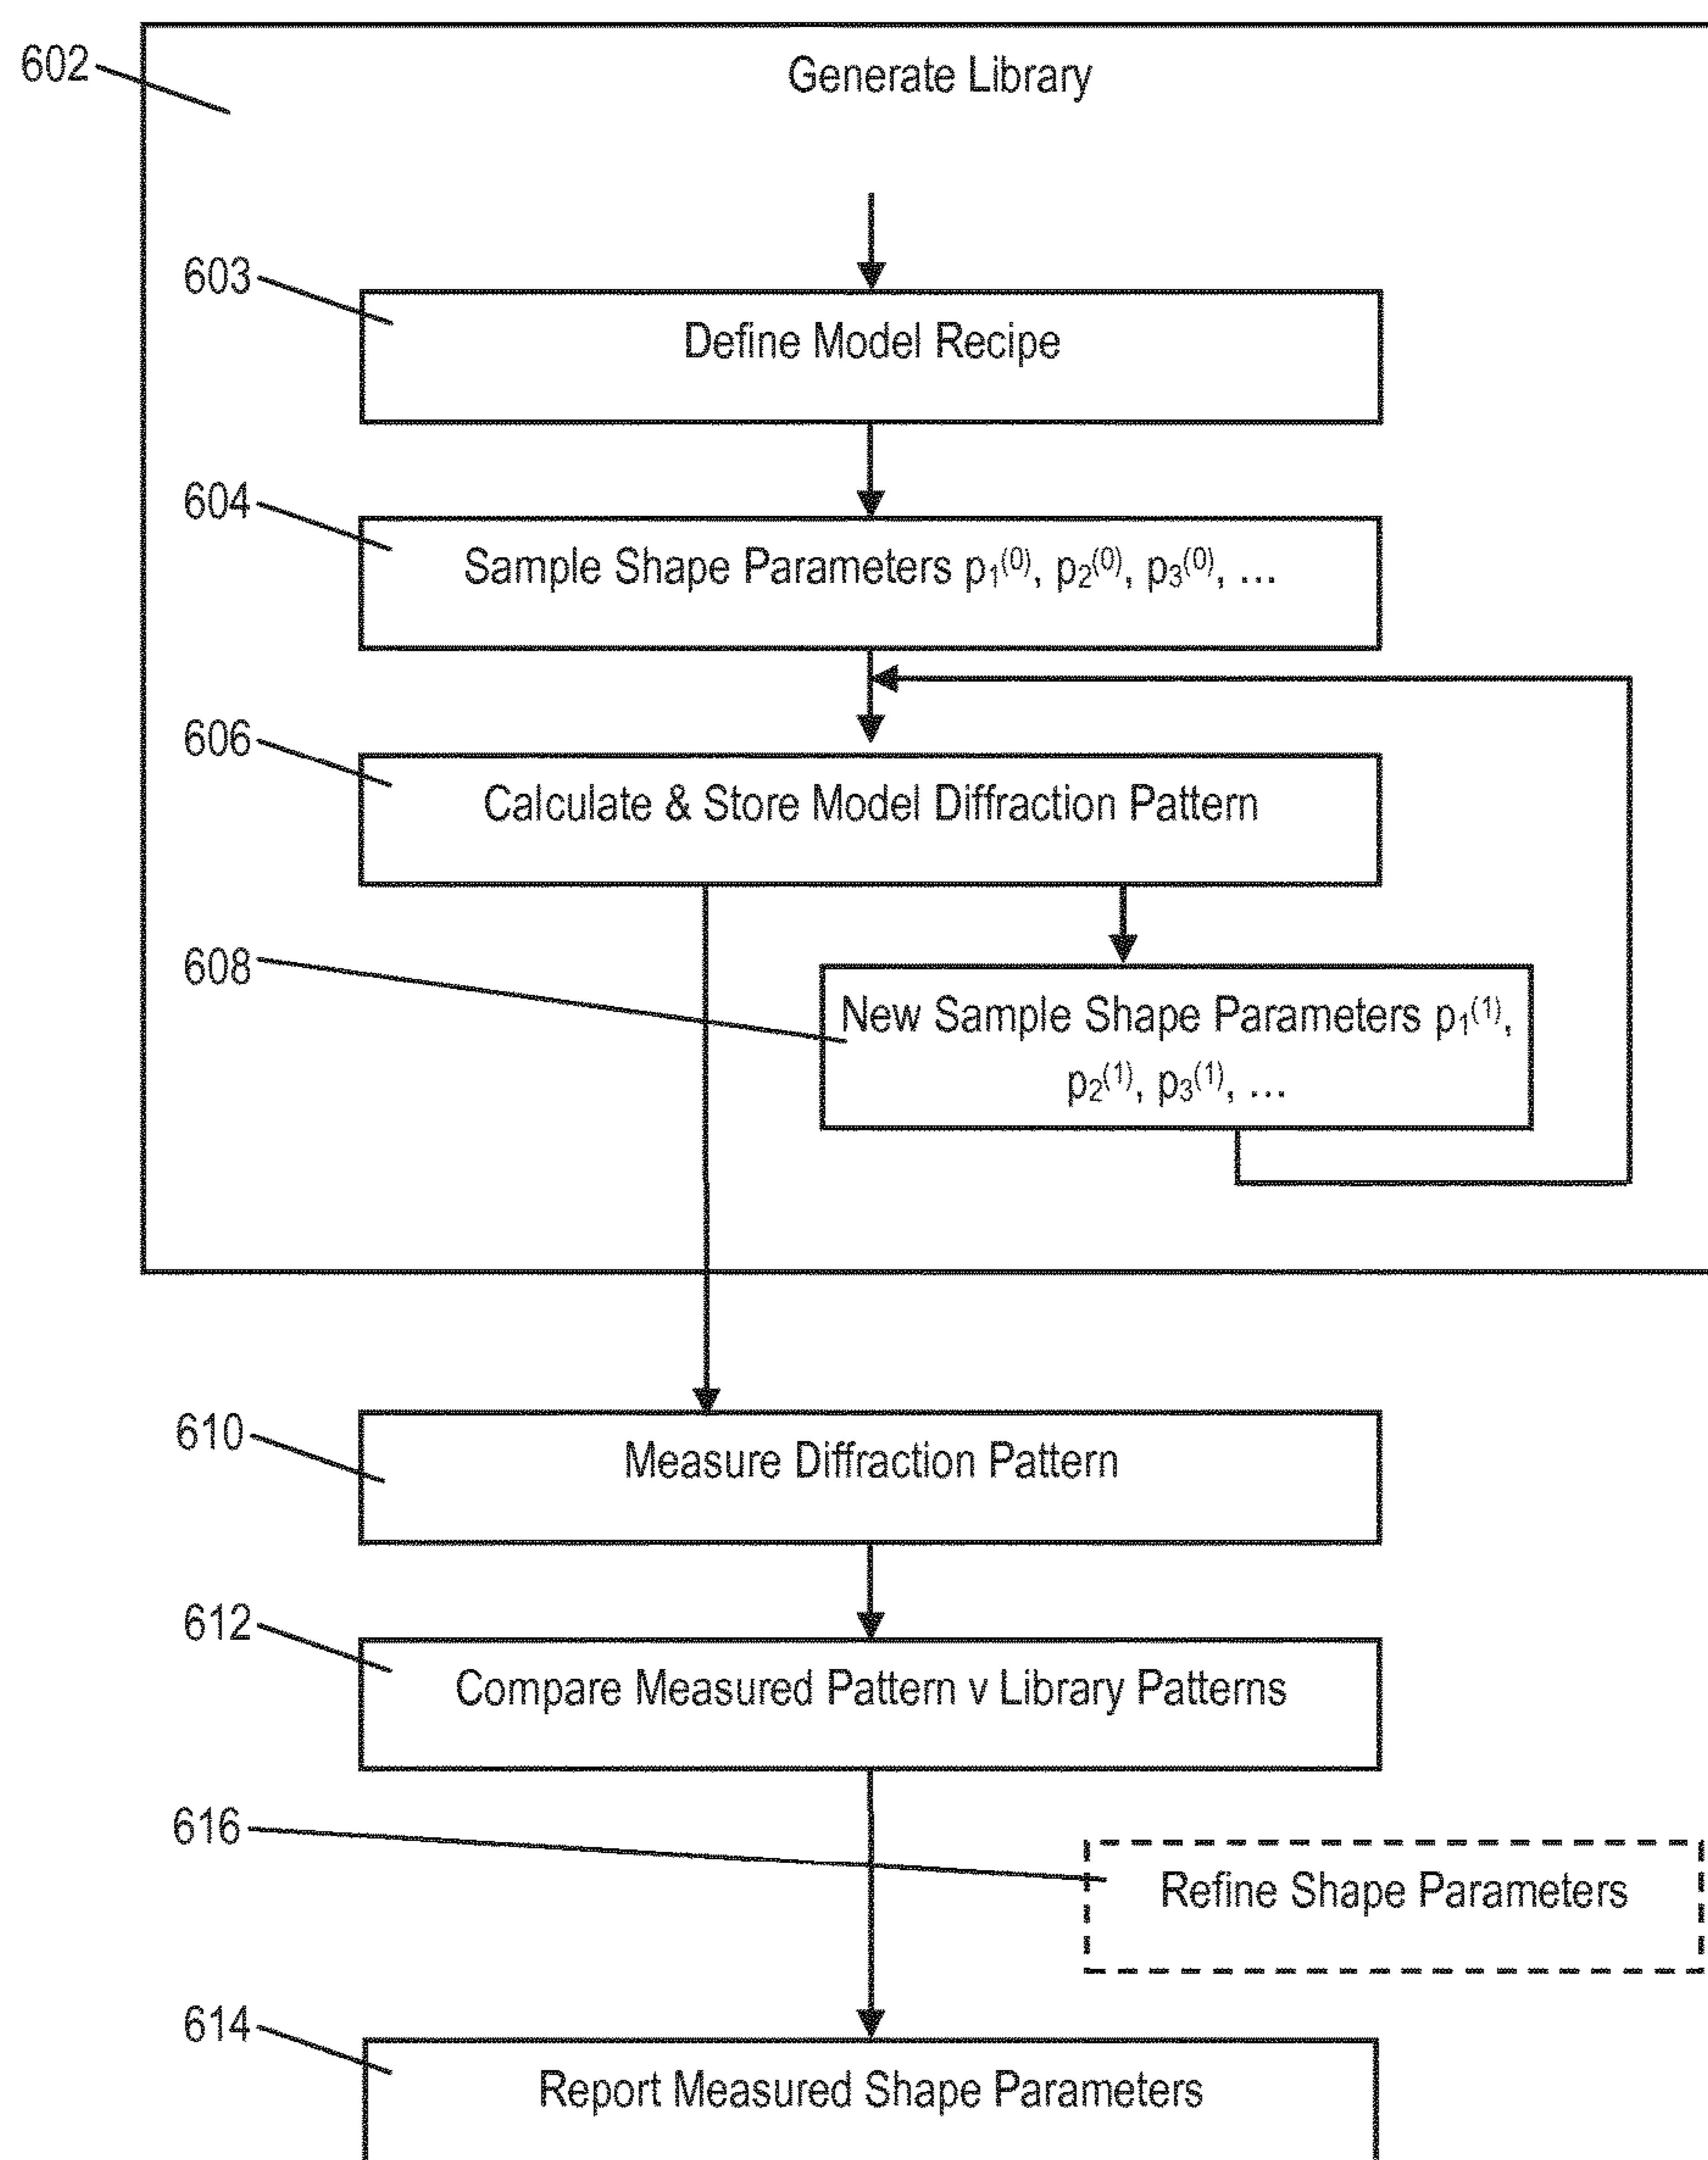 602
Generate Library
603
Define Model Recipe
604
Sample Shape Parameters p₁⁽⁰⁾, p₂⁽⁰⁾, p₃⁽⁰⁾, ...
606
Calculate & Store Model Diffraction Pattern
608
New Sample Shape Parameters p₁⁽¹⁾,
p₂⁽¹⁾, p₃⁽¹⁾, ...
610
Measure Diffraction Pattern
612
Compare Measured Pattern v Library Patterns
616
Refine Shape Parameters
614
Report Measured Shape Parameters